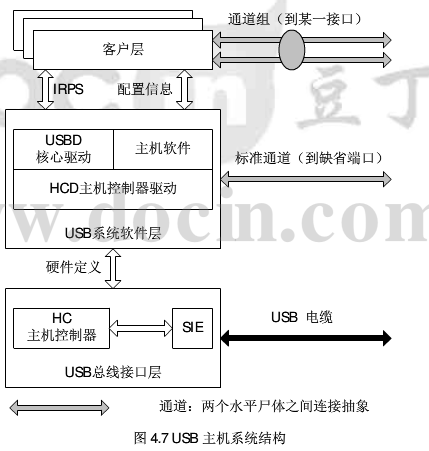 通道组（到某一接口）
客户层
IRPS
配置信息
豆丁
USBD
核心驱动
主机软件
HCD主机控制器驱动
标准通道（到缺省端口）
www.docin.com
USB系统软件层
硬件定义
HC
主机控制器
SIE
USB 电缆
USB总线接口层
通道：两个水平尸体之间连接抽象
图 4.7 USB 主机系统结构